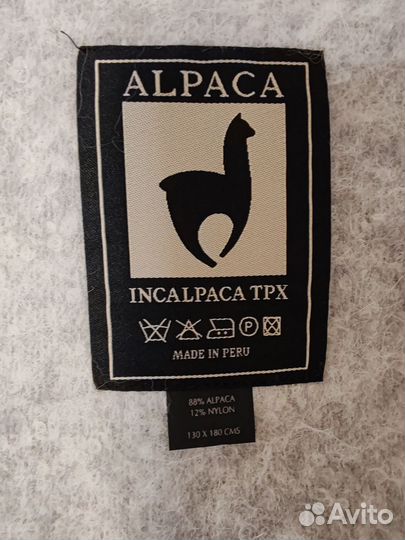 ALPACA
INCALPACA TPX
P
MADE IN PERU
88% ALPACA
12% NYLON
130 X 180 CMS
Avito